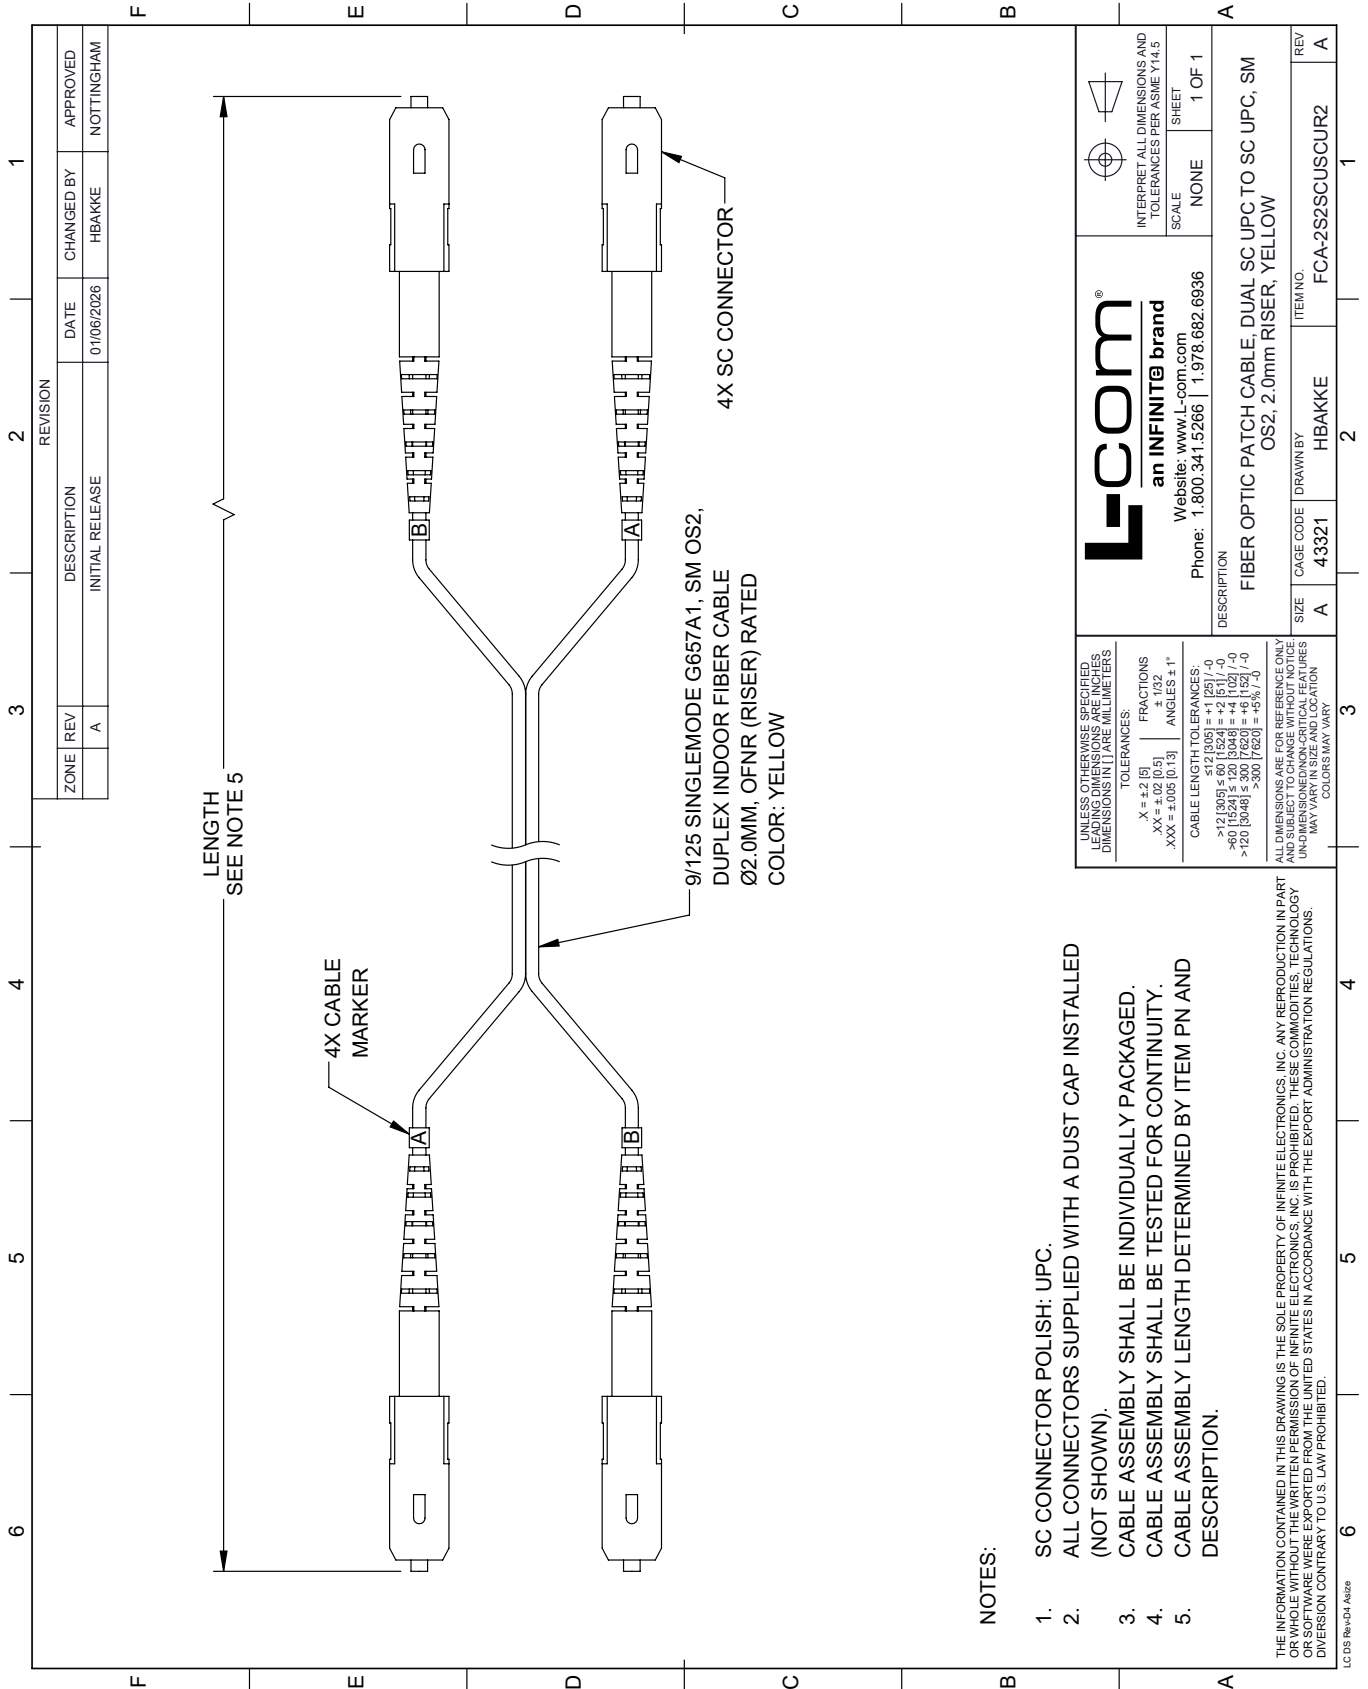 6
5
4
3
2
1
F
E
D
C
B
A
REVISION
ZONE REV DESCRIPTION DATE CHANGED BY APPROVED
A INITIAL RELEASE 01/06/2026 HBAKKE NOTTINGHAM
LENGTH
SEE NOTE 5
4X CABLE
MARKER
A
B
B
A
4X SC CONNECTOR
9/125 SINGLEMODE G657A1, SM OS2,
DUPLEX INDOOR FIBER CABLE
Ø2.0MM, OFNR (RISER) RATED
COLOR: YELLOW
NOTES:
1. SC CONNECTOR POLISH: UPC.
2. ALL CONNECTORS SUPPLIED WITH A DUST CAP INSTALLED
(NOT SHOWN).
3. CABLE ASSEMBLY SHALL BE INDIVIDUALLY PACKAGED.
4. CABLE ASSEMBLY SHALL BE TESTED FOR CONTINUITY.
5. CABLE ASSEMBLY LENGTH DETERMINED BY ITEM PN AND
DESCRIPTION.
THE INFORMATION CONTAINED IN THIS DRAWING IS THE SOLE PROPERTY OF INFINITE ELECTRONICS, INC. ANY REPRODUCTION IN PART
OR WHOLE WITHOUT THE WRITTEN PERMISSION OF INFINITE ELECTRONICS, INC. IS PROHIBITED. THESE COMMODITIES, TECHNOLOGY
OR SOFTWARE WERE EXPORTED FROM THE UNITED STATES IN ACCORDANCE WITH THE EXPORT ADMINISTRATION REGULATIONS.
DIVERSION CONTRARY TO U.S. LAW PROHIBITED.
UNLESS OTHERWISE SPECIFIED
LEADING DIMENSIONS ARE INCHES
DIMENSIONS IN [ ] ARE MILLIMETERS
TOLERANCES:
.X = ±.2 [5] FRACTIONS
.XX = ±.02 [0.5] ± 1/32
.XXX = ±.005 [0.13] ANGLES ± 1°
CABLE LENGTH TOLERANCES:
≤12 [305] = +1 [25] / -0
>12 [305] ≤ 60 [1524] = +2 [51] / -0
>60 [1524] ≤ 120 [3048] = +4 [102] / -0
>120 [3048] ≤ 300 [7620] = +6 [152] / -0
>300 [7620] = +5% / -0
ALL DIMENSIONS ARE FOR REFERENCE ONLY
AND SUBJECT TO CHANGE WITHOUT NOTICE.
UN-DIMENSIONED/NON-CRITICAL FEATURES
MAY VARY IN SIZE AND LOCATION
COLORS MAY VARY
L-com®
an INFINITE brand
Website: www.L-com.com
Phone: 1.800.341.5266 | 1.978.682.6936
INTERPRET ALL DIMENSIONS AND
TOLERANCES PER ASME Y14.5
SCALE SHEET
NONE 1 OF 1
DESCRIPTION
FIBER OPTIC PATCH CABLE, DUAL SC UPC TO SC UPC, SM
OS2, 2.0mm RISER, YELLOW
SIZE CAGE CODE DRAWN BY ITEM NO. REV
A 43321 HBAKKE FCA-2S2SCUSCUR2 A
F
E
D
C
B
A
6
5
4
3
2
1
LC DS Rev-D4 Asize